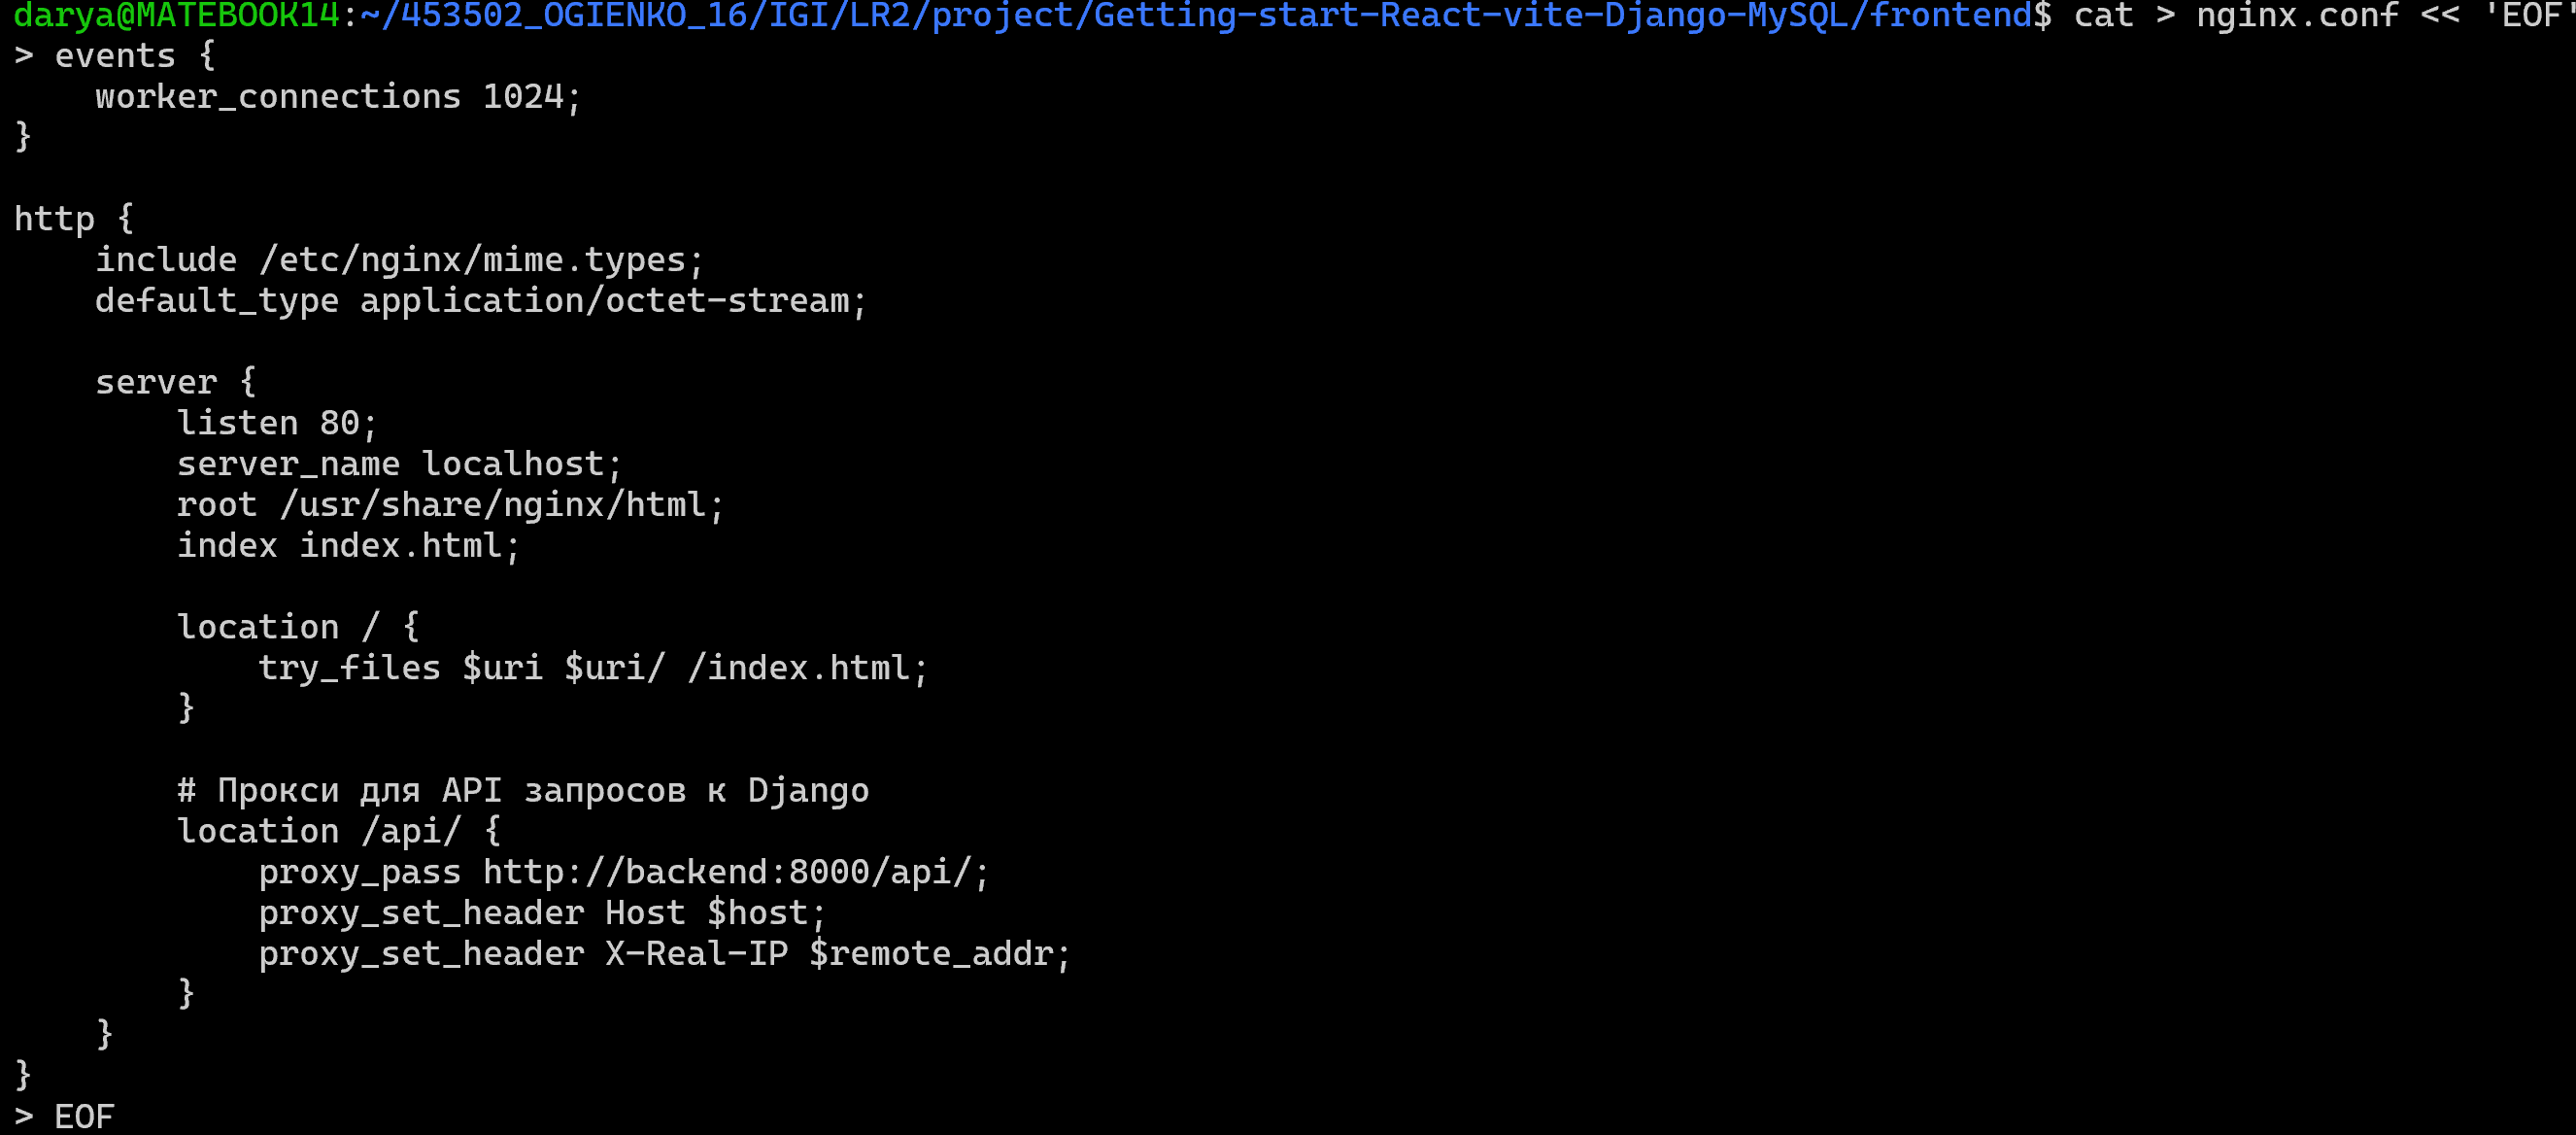 darya@MATEBOOK14:~/453502_OGIENKO_16/IGI/LR2/project/Getting-start-React-vite-Django-MySQL/frontend$ cat > nginx.conf << 'EOF'
> events {
    worker_connections 1024;
}

http {
    include /etc/nginx/mime.types;
    default_type application/octet-stream;

    server {
        listen 80;
        server_name localhost;
        root /usr/share/nginx/html;
        index index.html;

        location / {
            try_files $uri $uri/ /index.html;
        }

        # Прокси для API запросов к Django
        location /api/ {
            proxy_pass http://backend:8000/api/;
            proxy_set_header Host $host;
            proxy_set_header X-Real-IP $remote_addr;
        }
    }
}
> EOF